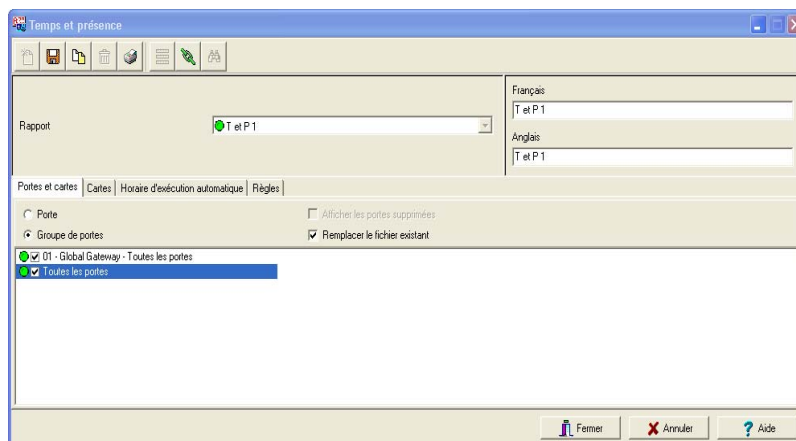 Temps et présence
Français
T et P 1
Rapport
T et P 1
Anglais
T et P 1
Portes et cartes Cartes Horaire d'exécution automatique Règles
Porte Afficher les portes supprimées
Groupe de portes Remplacer le fichier existant
01 - Global Gateway - Toutes les portes
Toutes les portes
Fermer Annuler Aide